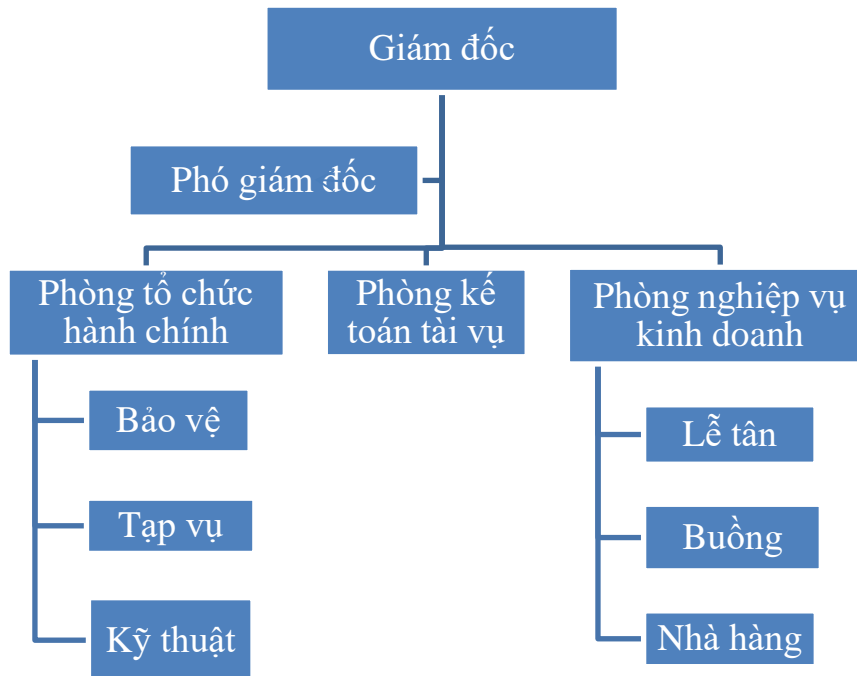 Giám đốc
Phó giám đốc
Phòng tổ chức
hành chính
Phòng kế
toán tài vụ
Phòng nghiệp vụ
kinh doanh
Bảo vệ
Tạp vụ
Kỹ thuật
Lễ tân
Buồng
Nhà hàng